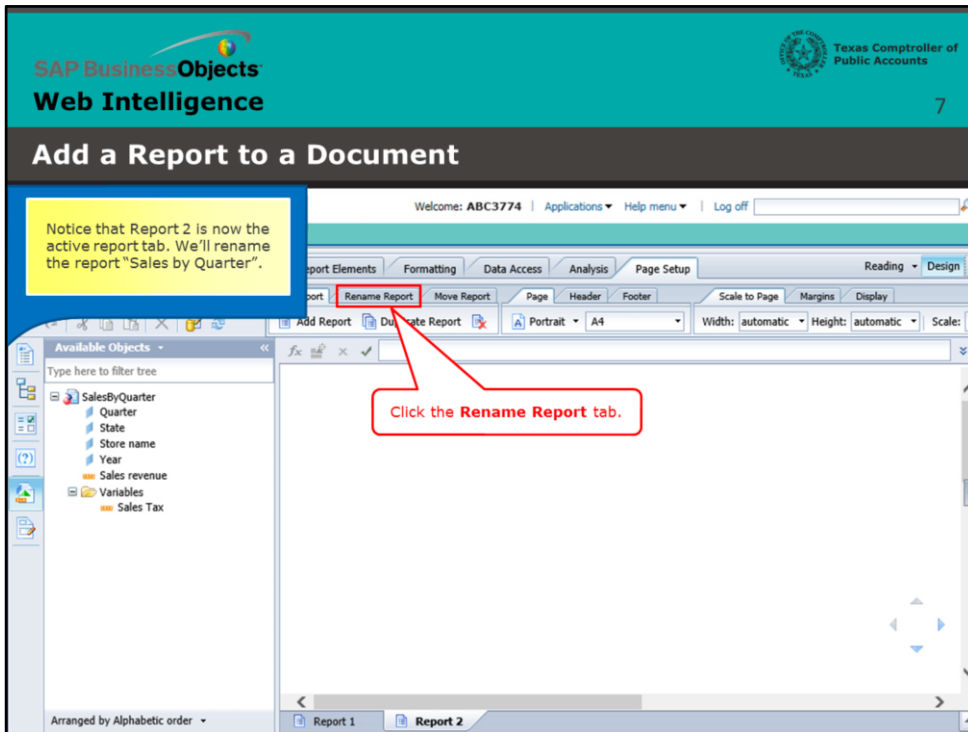 SAP BusinessObjects
Texas Comptroller of
Public Accounts
Web Intelligence
7
Add a Report to a Document
Notice that Report 2 is now the
active report tab. We'll rename
the report "Sales by Quarter".
Welcome: ABC3774 | Applications Help menu | Log off
Report Elements Formatting Data Access Analysis Page Setup Reading Design
Rename Report Move Report Page Header Footer Scale to Page Margins Display
Add Report Report Portrait A4 Width: automatic Height: automatic Scale:
Available Objects
Type here to filter tree
SalesByQuarter
Quarter
State
Store name
Year
Sales revenue
Variables
Sales Tax
Click the Rename Report tab.
Arranged by Alphabetic order
Report 1 Report 2